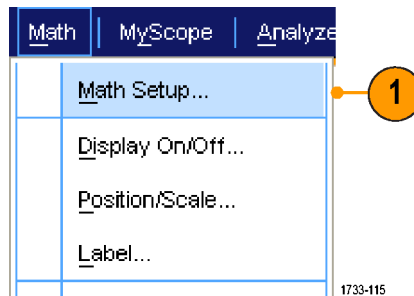 Math | MyScope | Analyze
Math Setup...
1
Display On/Off...
Position/Scale...
Label...
1733-115